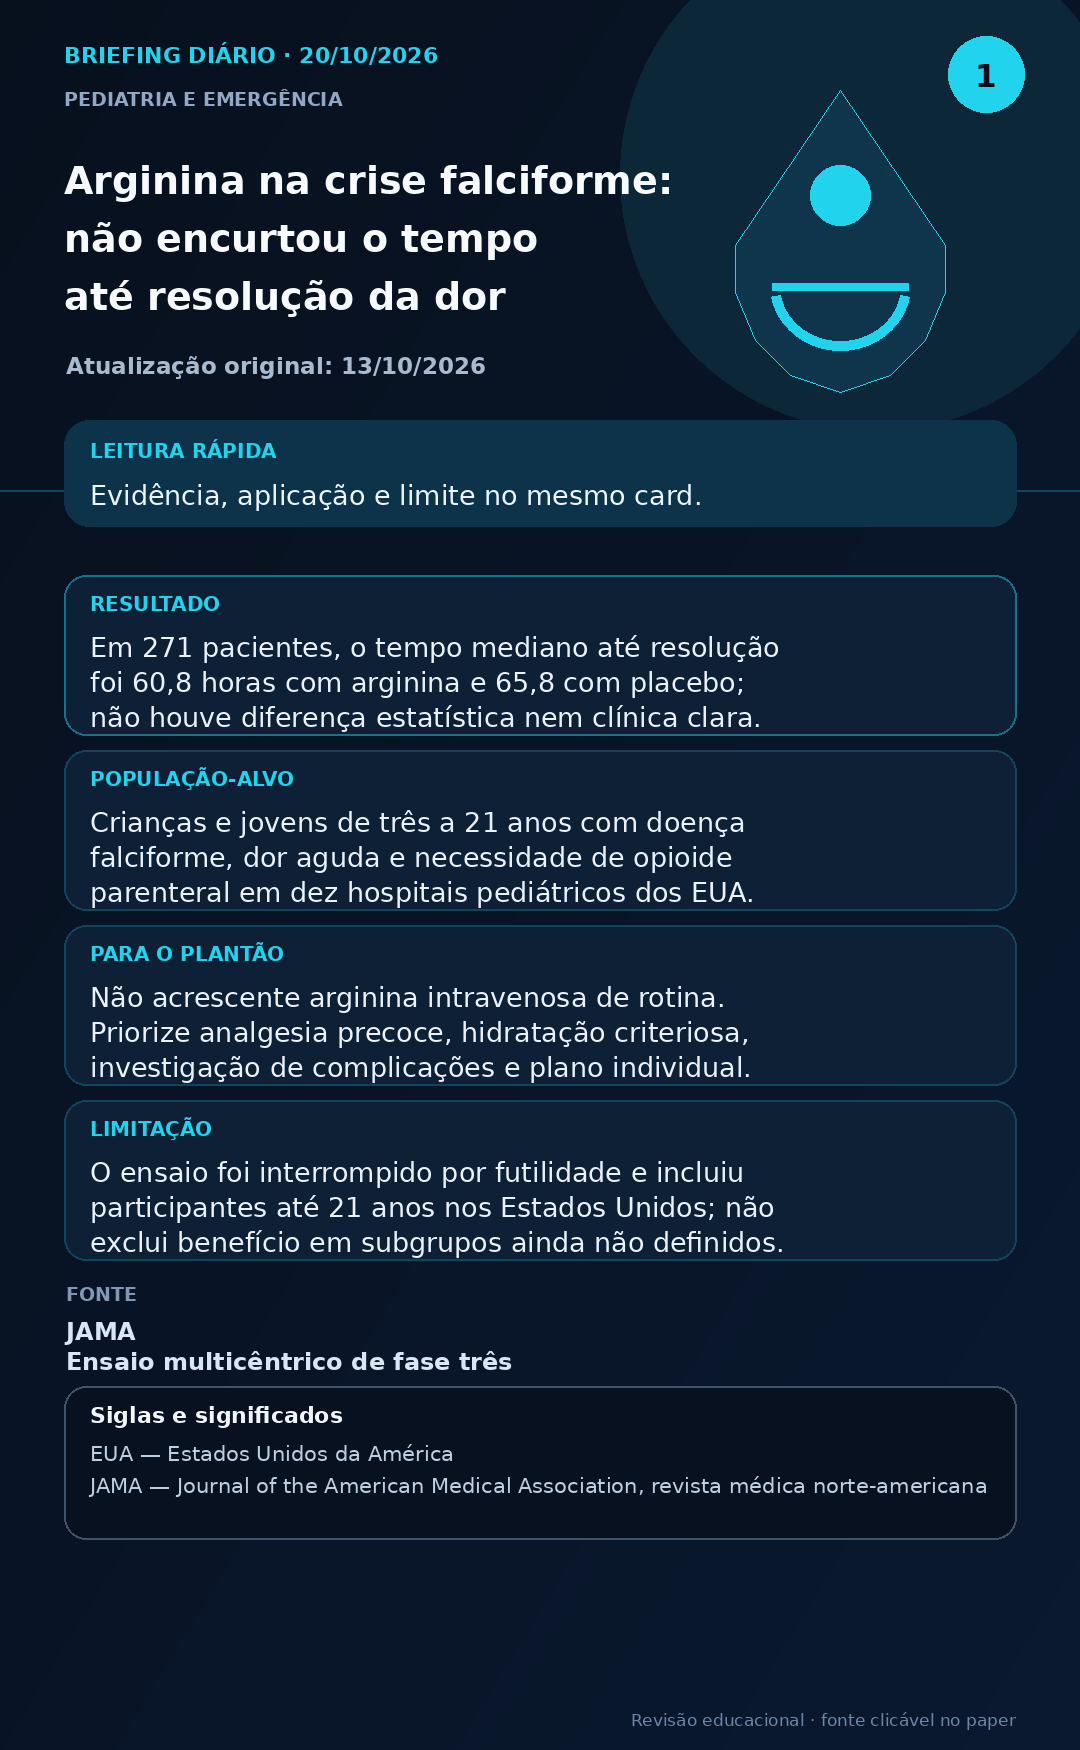 BRIEFING DIÁRIO · 20/10/2026
1
PEDIATRIA E EMERGÊNCIA
Arginina na crise falciforme:
não encurtou o tempo
até resolução da dor
Atualização original: 13/10/2026
LEITURA RÁPIDA
Evidência, aplicação e limite no mesmo card.
RESULTADO
Em 271 pacientes, o tempo mediano até resolução
foi 60,8 horas com arginina e 65,8 com placebo;
não houve diferença estatística nem clínica clara.
POPULAÇÃO-ALVO
Crianças e jovens de três a 21 anos com doença
falciforme, dor aguda e necessidade de opioide
parenteral em dez hospitais pediátricos dos EUA.
PARA O PLANTÃO
Não acrescente arginina intravenosa de rotina.
Priorize analgesia precoce, hidratação criteriosa,
investigação de complicações e plano individual.
LIMITAÇÃO
O ensaio foi interrompido por futilidade e incluiu
participantes até 21 anos nos Estados Unidos; não
exclui benefício em subgrupos ainda não definidos.
FONTE
JAMA
Ensaio multicêntrico de fase três
Siglas e significados
EUA — Estados Unidos da América
JAMA — Journal of the American Medical Association, revista médica norte-americana
Revisão educacional · fonte clicável no paper